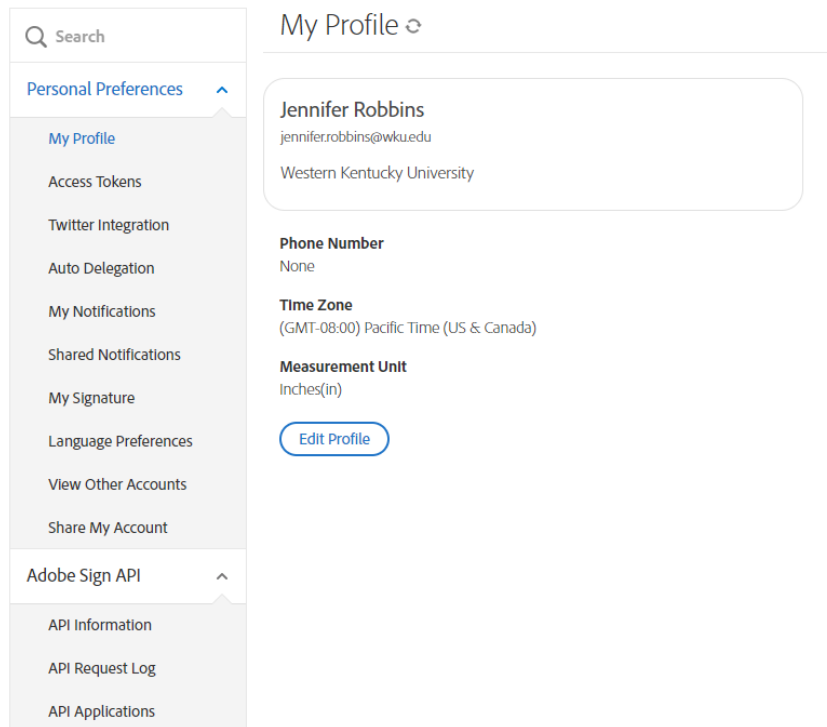 Search
Personal Preferences
My Profile
Access Tokens
Twitter Integration
Auto Delegation
My Notifications
Shared Notifications
My Signature
Language Preferences
View Other Accounts
Share My Account
Adobe Sign API
API Information
API Request Log
API Applications
My Profile
Jennifer Robbins
jennifer.robbins@wku.edu
Western Kentucky University
Phone Number
None
Time Zone
(GMT-08:00) Pacific Time (US & Canada)
Measurement Unit
Inches(in)
Edit Profile